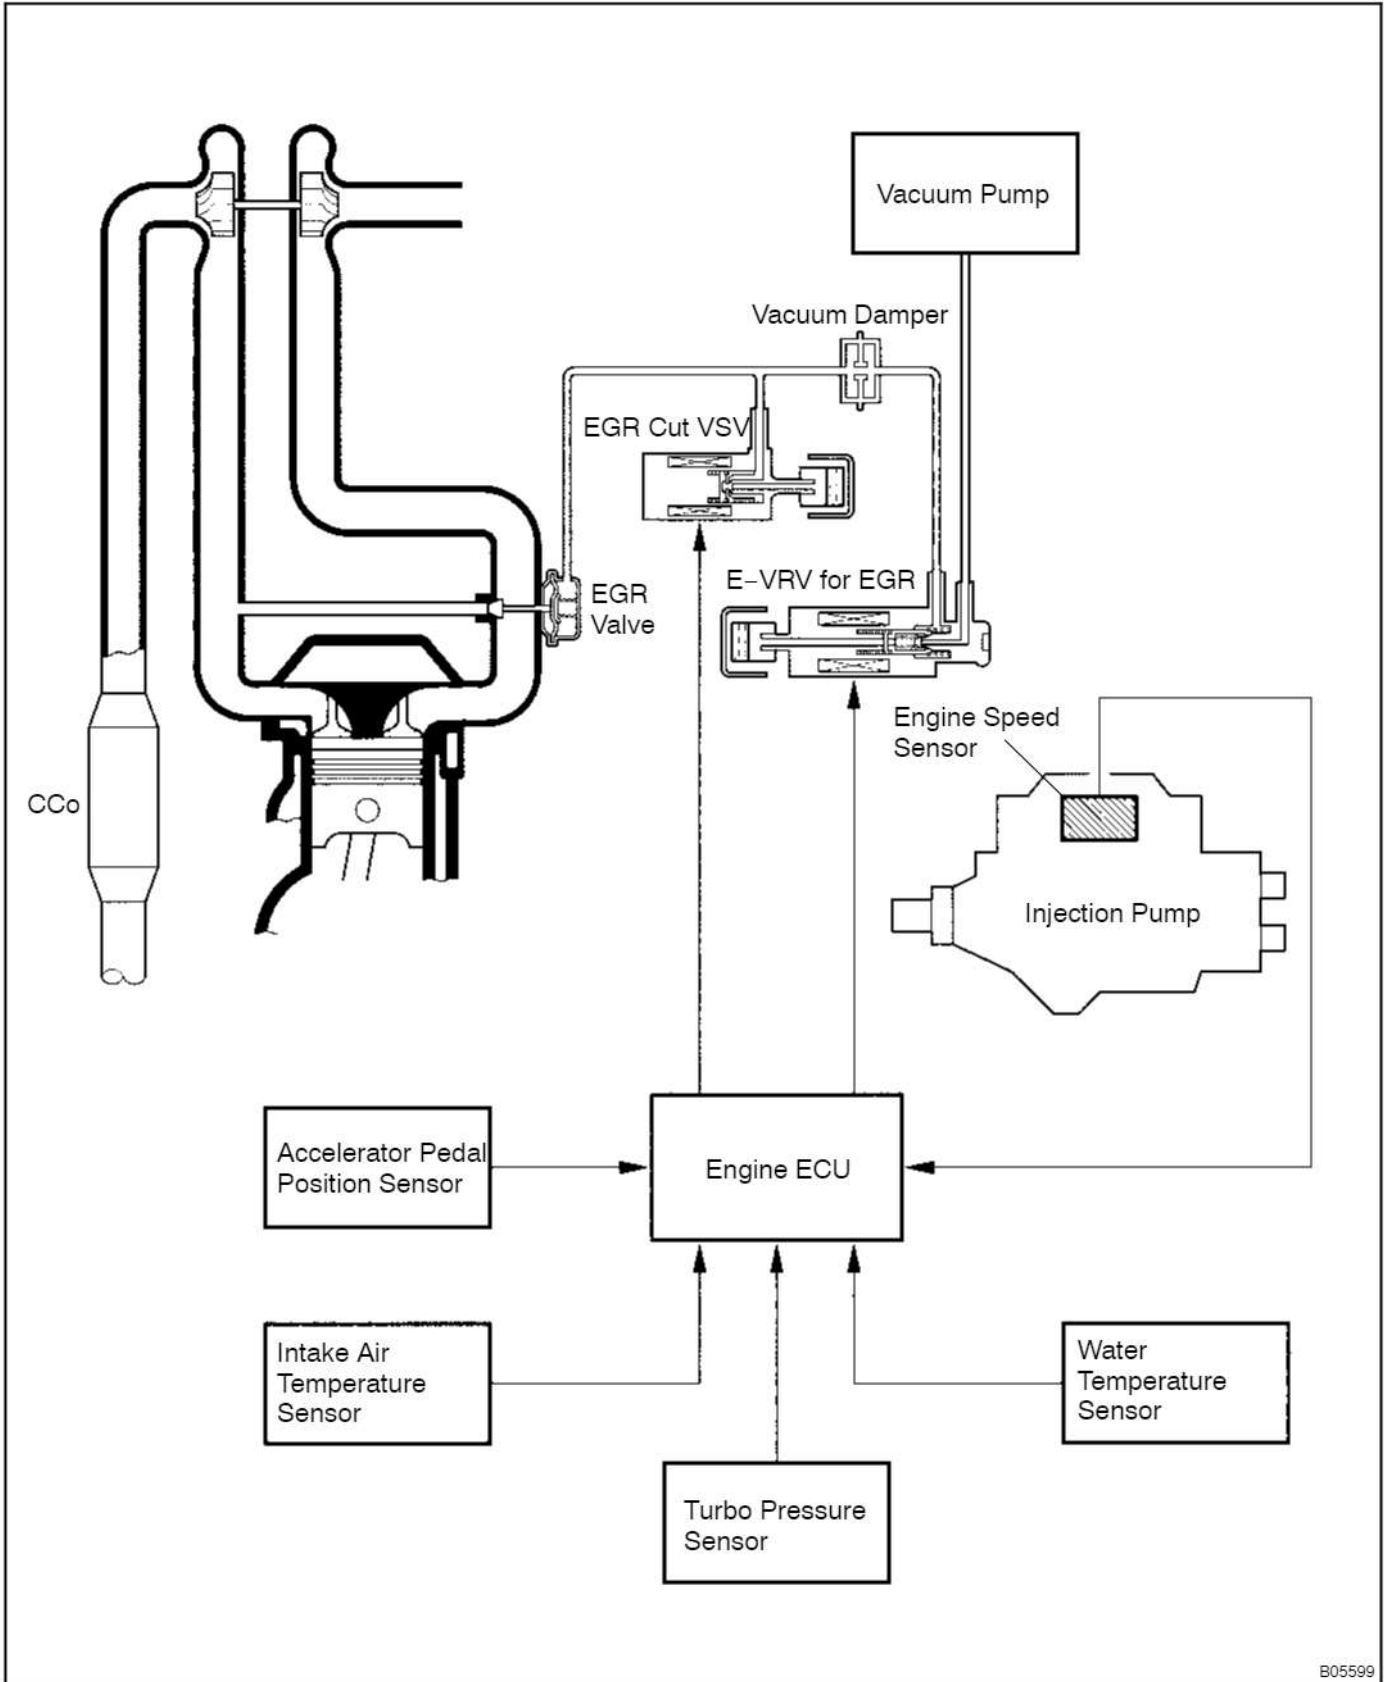 Vacuum Pump
Vacuum Damper
EGR Cut VSV
E-VRV for EGR
EGR
Valve
Engine Speed
Sensor
CCo
Injection Pump
Accelerator Pedal
Position Sensor
Engine ECU
Intake Air
Temperature
Sensor
Water
Temperature
Sensor
Turbo Pressure
Sensor
B05599